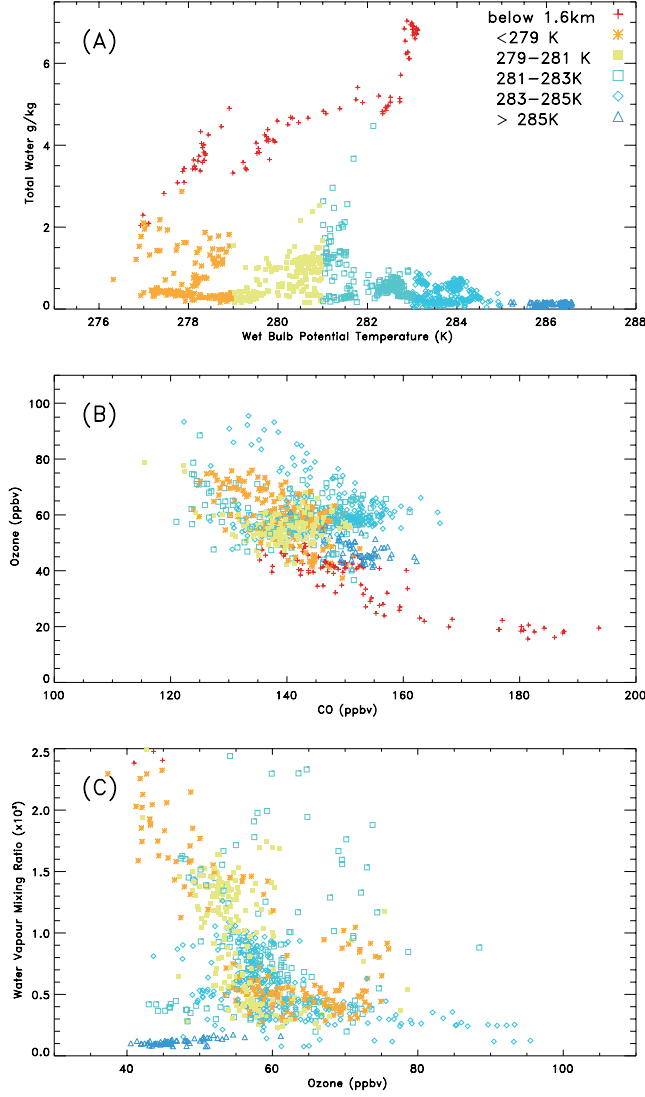 (A)
below 1.6km
<279 K
279-281 K
281-283K
283-285K
> 285K
Total Water g/kg
6
4
2
0
276 278 280 282 284 286 288
Wet Bulb Potential Temperature (K)
(B)
Ozone (ppbv)
100
80
60
40
20
0
100 120 140 160 180 200
CO (ppbv)
(C)
Water Vapour Mixing Ratio (x10³)
2.5
2.0
1.5
1.0
0.5
0.0
40 60 80 100
Ozone (ppbv)